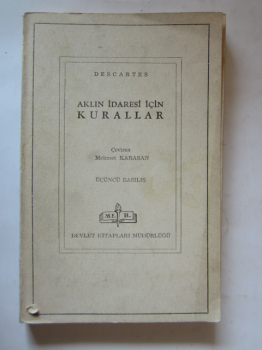 DESCARTES
AKLIN İDARESİ İÇİN
KURALLAR
Çeviren
Mehmet KARASAN
ÜÇÜNCÜ BASILIŞ
M. E. B.
DEVLET KİTAPLARI MÜDÜRLÜĞÜ